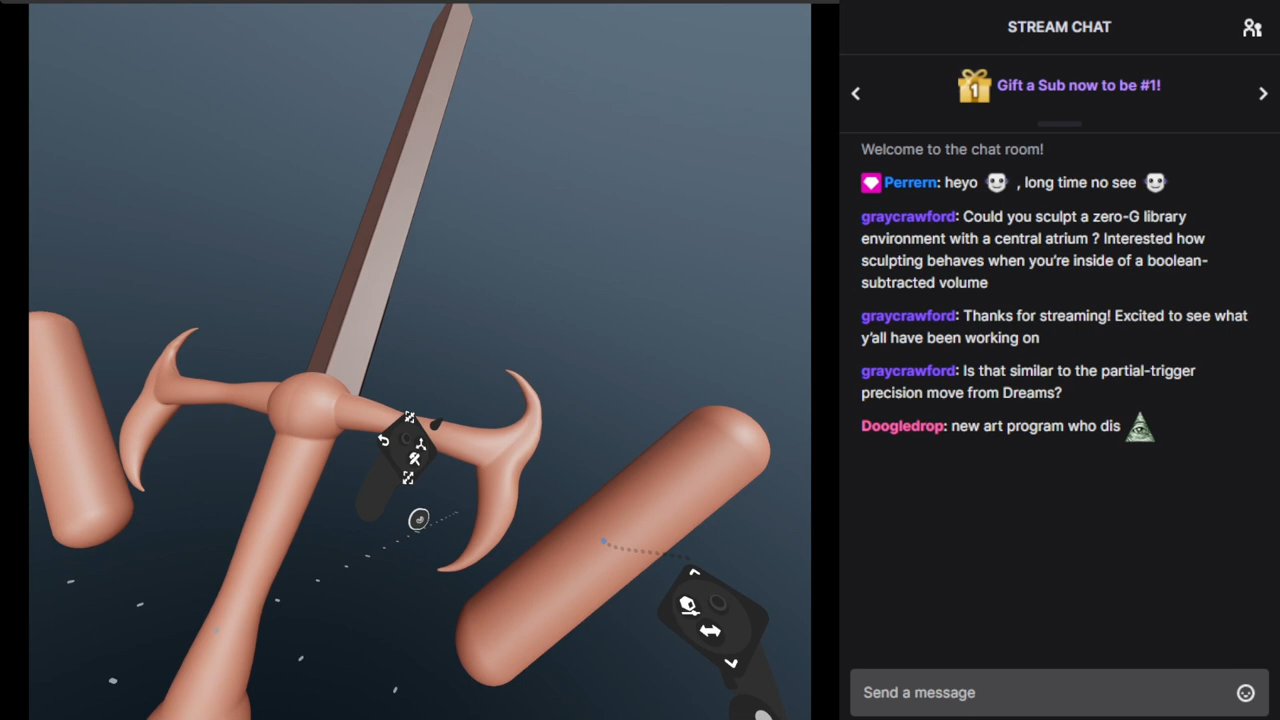 STREAM CHAT
1
Gift a Sub now to be #1!
Welcome to the chat room!
Perrern: heyo , long time no see
graycrawford: Could you sculpt a zero-G library
environment with a central atrium ? Interested how
sculpting behaves when you're inside of a boolean-
subtracted volume
graycrawford: Thanks for streaming! Excited to see what
y'all have been working on
graycrawford: Is that similar to the partial-trigger
precision move from Dreams?
Doogledrop: new art program who dis
Send a message